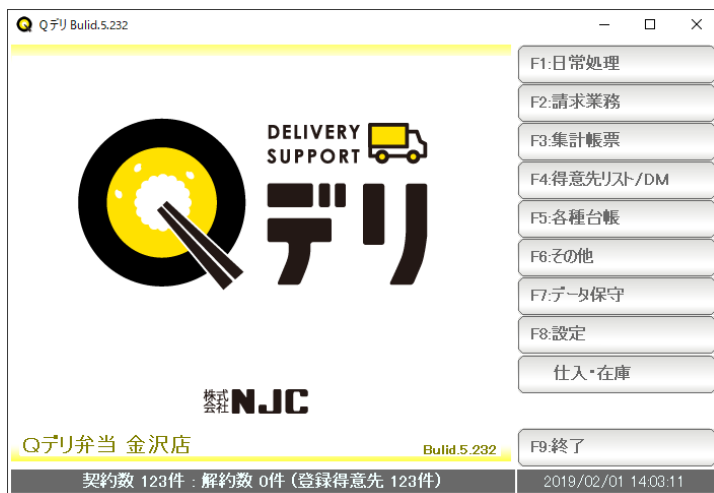 Qデリ Bulid.5.232
F1:日常処理
F2:請求業務
F3:集計帳票
F4:得意先リスト/DM
F5:各種台帳
F6:その他
F7:データ保守
F8:設定
仕入・在庫
F9:終了
DELIVERY
SUPPORT
Qデリ
株式会社NJC
Qデリ弁当 金沢店
Bulid.5.232
契約数 123件 : 解約数 0件 (登録得意先 123件)
2019/02/01 14:03:11